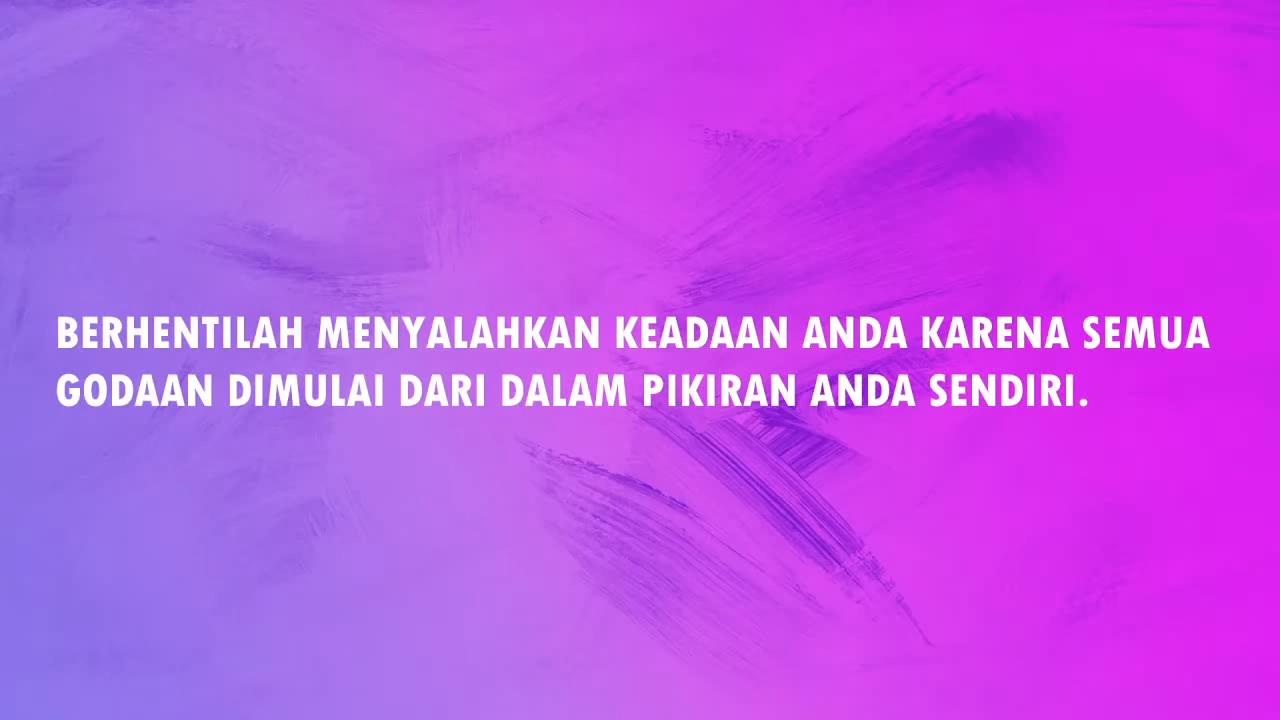 BERHENTILAH MENYALAHKAN KEADAAN ANDA KARENA SEMUA
GODAAN DIMULAI DARI DALAM PIKIRAN ANDA SENDIRI.